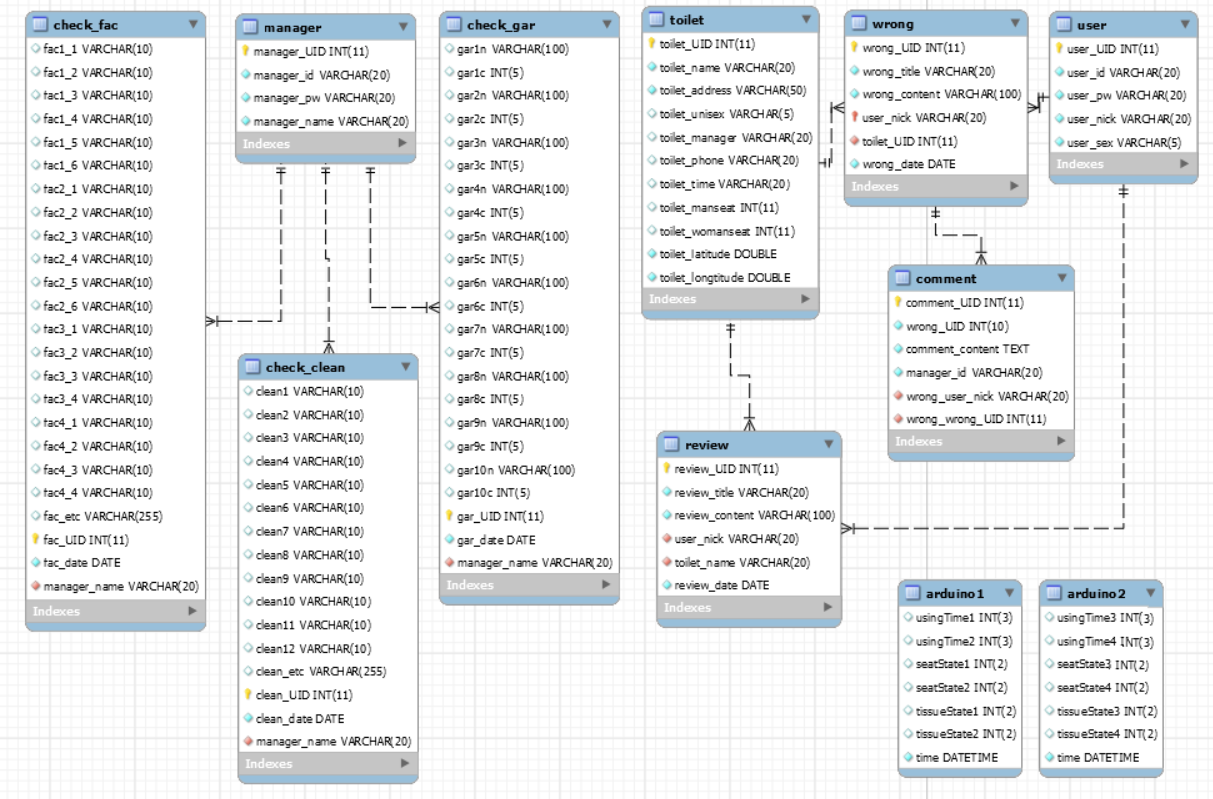 check_fac
fac1_1 VARCHAR(10)
fac1_2 VARCHAR(10)
fac1_3 VARCHAR(10)
fac1_4 VARCHAR(10)
fac1_5 VARCHAR(10)
fac1_6 VARCHAR(10)
fac2_1 VARCHAR(10)
fac2_2 VARCHAR(10)
fac2_3 VARCHAR(10)
fac2_4 VARCHAR(10)
fac2_5 VARCHAR(10)
fac2_6 VARCHAR(10)
fac3_1 VARCHAR(10)
fac3_2 VARCHAR(10)
fac3_3 VARCHAR(10)
fac3_4 VARCHAR(10)
fac4_1 VARCHAR(10)
fac4_2 VARCHAR(10)
fac4_3 VARCHAR(10)
fac4_4 VARCHAR(10)
fac_etc VARCHAR(255)
fac_UID INT(11)
fac_date DATE
manager_name VARCHAR(20)
Indexes
manager
manager_UID INT(11)
manager_id VARCHAR(20)
manager_pw VARCHAR(20)
manager_name VARCHAR(20)
Indexes
check_clean
clean1 VARCHAR(10)
clean2 VARCHAR(10)
clean3 VARCHAR(10)
clean4 VARCHAR(10)
clean5 VARCHAR(10)
clean6 VARCHAR(10)
clean7 VARCHAR(10)
clean8 VARCHAR(10)
clean9 VARCHAR(10)
clean10 VARCHAR(10)
clean11 VARCHAR(10)
clean12 VARCHAR(10)
clean_etc VARCHAR(255)
clean_UID INT(11)
clean_date DATE
manager_name VARCHAR(20)
Indexes
check_gar
gar1n VARCHAR(100)
gar1c INT(5)
gar2n VARCHAR(100)
gar2c INT(5)
gar3n VARCHAR(100)
gar3c INT(5)
gar4n VARCHAR(100)
gar4c INT(5)
gar5n VARCHAR(100)
gar5c INT(5)
gar6n VARCHAR(100)
gar6c INT(5)
gar7n VARCHAR(100)
gar7c INT(5)
gar8n VARCHAR(100)
gar8c INT(5)
gar9n VARCHAR(100)
gar9c INT(5)
gar10n VARCHAR(100)
gar10c INT(5)
gar_UID INT(11)
gar_date DATE
manager_name VARCHAR(20)
Indexes
toilet
toilet_UID INT(11)
toilet_name VARCHAR(20)
toilet_address VARCHAR(50)
toilet_unisex VARCHAR(5)
toilet_manager VARCHAR(20)
toilet_phone VARCHAR(20)
toilet_time VARCHAR(20)
toilet_manseat INT(11)
toilet_womanseat INT(11)
toilet_latitude DOUBLE
toilet_longtitude DOUBLE
Indexes
review
review_UID INT(11)
review_title VARCHAR(20)
review_content VARCHAR(100)
user_nick VARCHAR(20)
toilet_name VARCHAR(20)
review_date DATE
Indexes
wrong
wrong_UID INT(11)
wrong_title VARCHAR(20)
wrong_content VARCHAR(100)
user_nick VARCHAR(20)
toilet_UID INT(11)
wrong_date DATE
Indexes
user
user_UID INT(11)
user_id VARCHAR(20)
user_pw VARCHAR(20)
user_nick VARCHAR(20)
user_sex VARCHAR(5)
Indexes
comment
comment_UID INT(11)
wrong_UID INT(10)
comment_content TEXT
manager_id VARCHAR(20)
wrong_user_nick VARCHAR(20)
wrong_wrong_UID INT(11)
Indexes
arduino1
usingTime1 INT(3)
usingTime2 INT(3)
seatState1 INT(2)
seatState2 INT(2)
tissueState1 INT(2)
tissueState2 INT(2)
time DATETIME
arduino2
usingTime3 INT(3)
usingTime4 INT(3)
seatState3 INT(2)
seatState4 INT(2)
tissueState3 INT(2)
tissueState4 INT(2)
time DATETIME